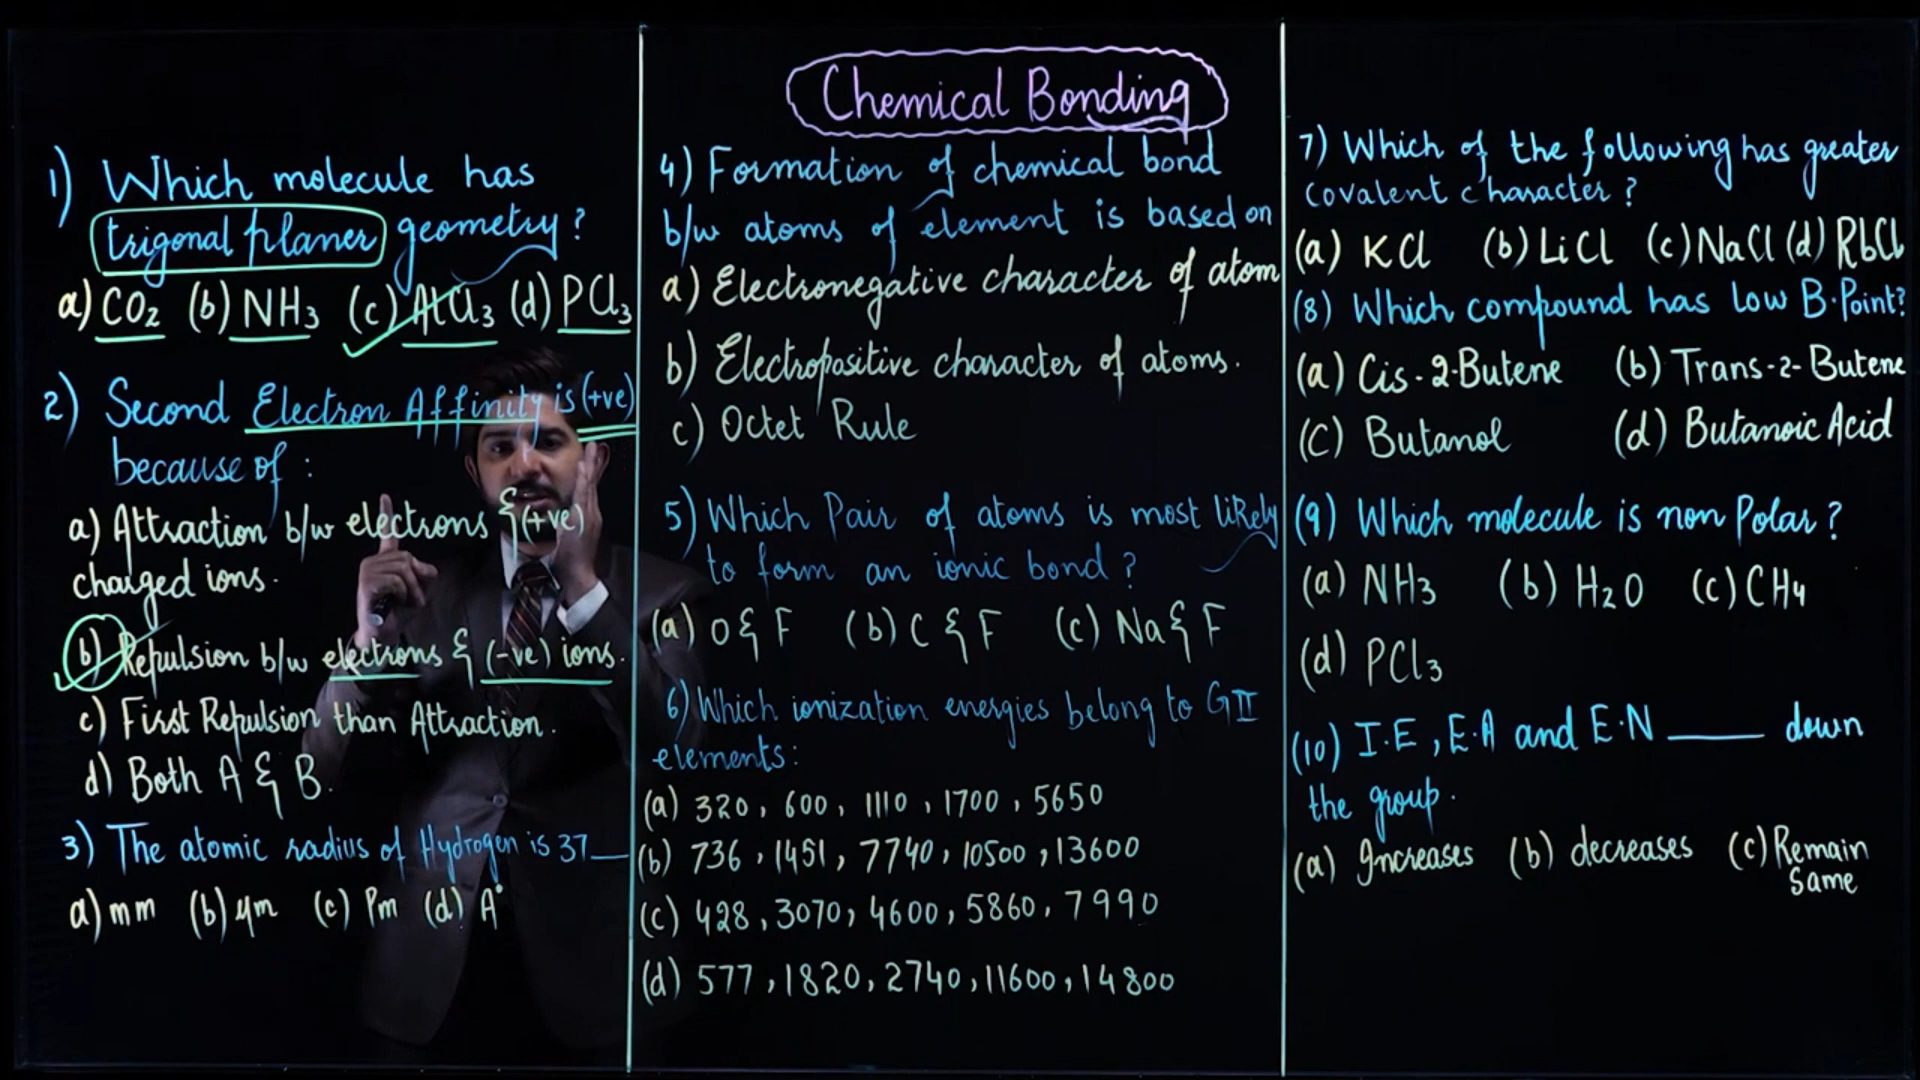 Chemical Bonding
1) Which molecule has
trigonal planer geometry?
a) CO2 (b) NH3 (c) AlCl3 (d) PCl3
2) Second Electron Affinity is (+ve)
because of :
a) Attraction b/w electrons & (+ve)
charged ions.
b) Repulsion b/w electrons & (-ve) ions.
c) First Repulsion than Attraction.
d) Both A & B.
3) The atomic radius of Hydrogen is 37__
a) mm (b) μm (c) Pm (d) A°
4) Formation of chemical bond
b/w atoms of element is based on
a) Electronegative character of atom
b) Electropositive character of atoms.
c) Octet Rule
5) Which Pair of atoms is most likely
to form an ionic bond ?
(a) O & F (b) C & F (c) Na & F
6) Which ionization energies belong to G II
elements:
(a) 320, 600, 1110, 1700, 5650
(b) 736, 1451, 7740, 10500, 13600
(c) 428, 3070, 4600, 5860, 7990
(d) 577, 1820, 2740, 11600, 14800
7) Which of the following has greater
covalent character ?
(a) KCl (b) LiCl (c) NaCl (d) RbCl
(8) Which compound has low B.Point?
(a) Cis-2-Butene (b) Trans-2-Butene
(C) Butanol (d) Butanoic Acid
(9) Which molecule is non Polar ?
(a) NH3 (b) H2O (c) CH4
(d) PCl3
(10) I.E, E.A and E.N ____ down
the group.
(a) Increases (b) decreases (c) Remain
Same